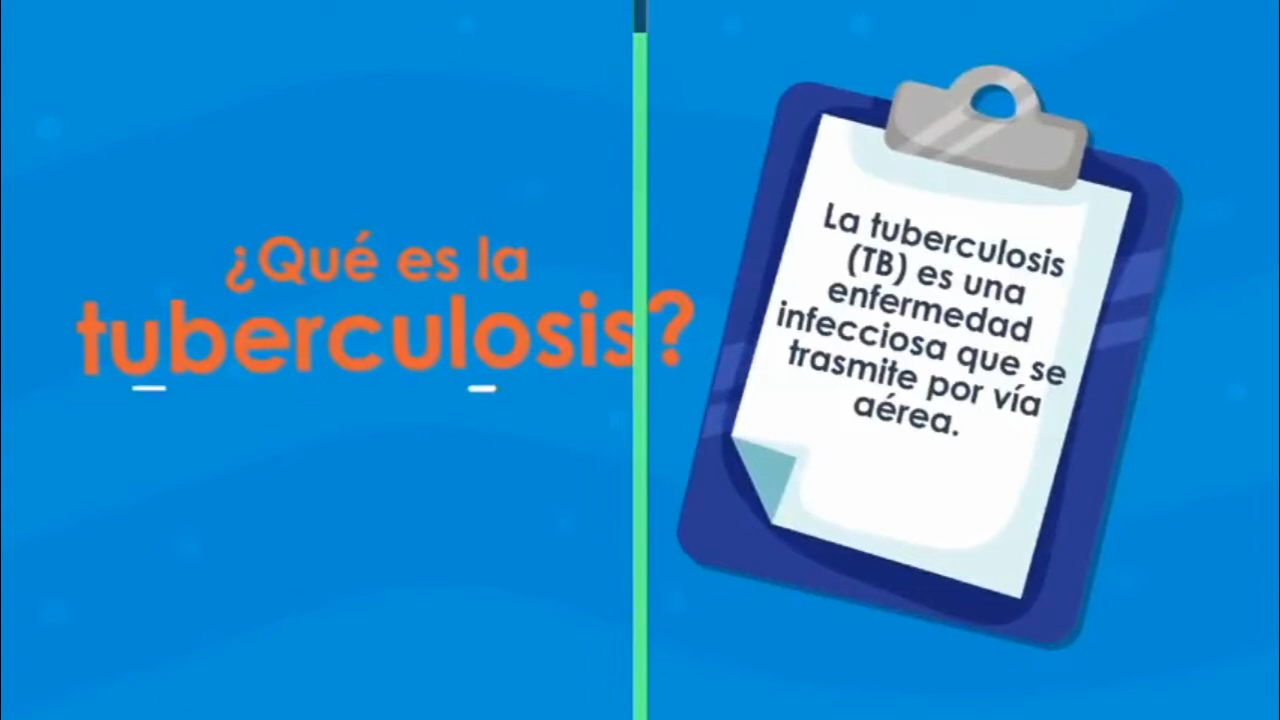 ¿Qué es la
tuberculosis?
La tuberculosis
(TB) es una
enfermedad
infecciosa que se
trasmite por vía
aérea.